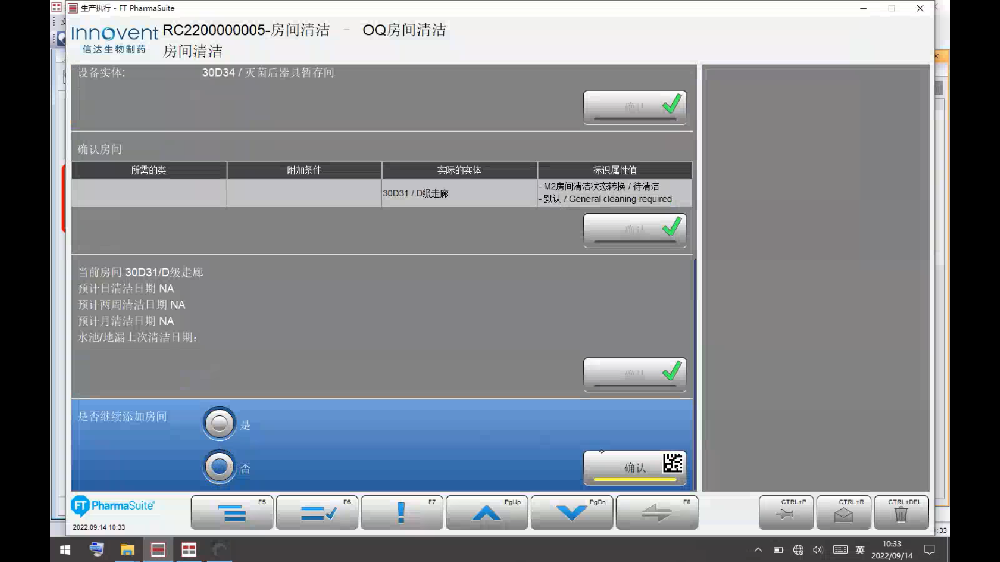 生产执行 - FT PharmaSuite
Innovent
信达生物制药
RC2200000005-房间清洁 - OQ房间清洁
房间清洁
设备实体: 30D34 / 灭菌后器具暂存间
确认
确认房间
所需的类 附加条件 实际的实体 标识属性值
30D31 / D级走廊
- M2房间清洁状态转换 / 待清洁
- 默认 / General cleaning required
确认
当前房间 30D31/D级走廊
预计日清洁日期 NA
预计两周清洁日期 NA
预计月清洁日期 NA
水池/地漏上次清洁日期:
确认
是否继续添加房间
是
否
确认
FT PharmaSuite®
2022.09.14 10:33
F5 F6 F7 PgUp PgDn F8 CTRL+P CTRL+R CTRL+DEL
:33
英
10:33
2022/09/14